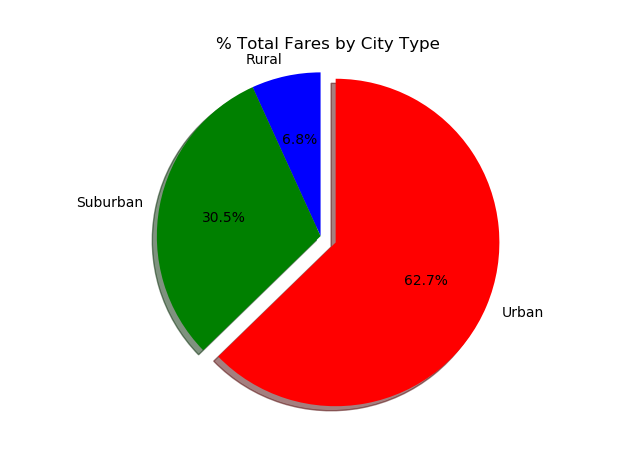 % Total Fares by City Type
Rural
6.8%
Suburban
30.5%
62.7%
Urban